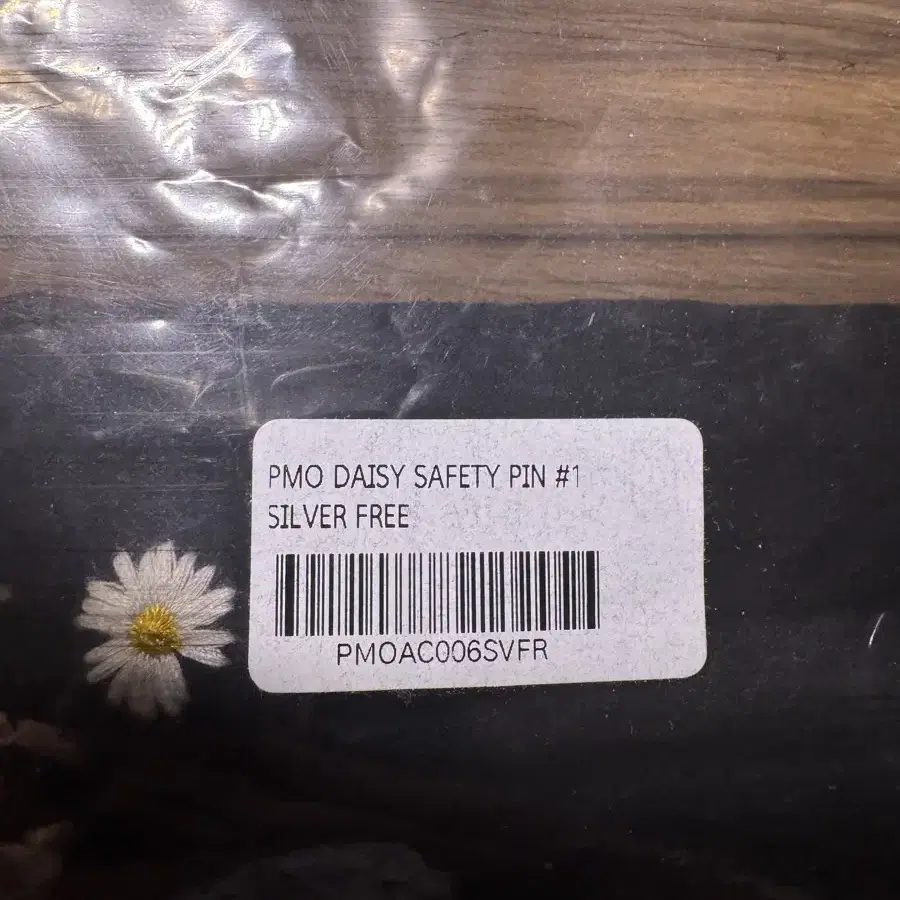 PMO DAISY SAFETY PIN #1
SILVER FREE
PMOAC006SVFR